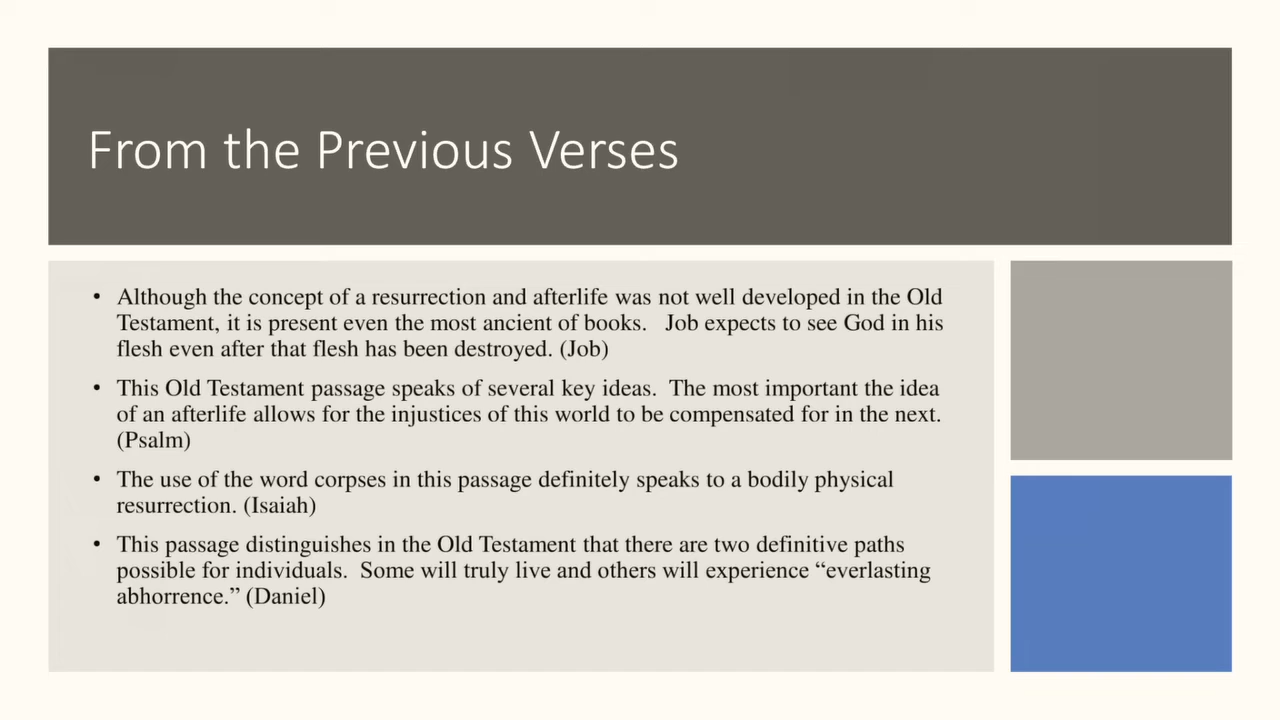 From the Previous Verses
• Although the concept of a resurrection and afterlife was not well developed in the Old
Testament, it is present even the most ancient of books.   Job expects to see God in his
flesh even after that flesh has been destroyed. (Job)
• This Old Testament passage speaks of several key ideas.  The most important the idea
of an afterlife allows for the injustices of this world to be compensated for in the next.
(Psalm)
• The use of the word corpses in this passage definitely speaks to a bodily physical
resurrection. (Isaiah)
• This passage distinguishes in the Old Testament that there are two definitive paths
possible for individuals.  Some will truly live and others will experience “everlasting
abhorrence.” (Daniel)